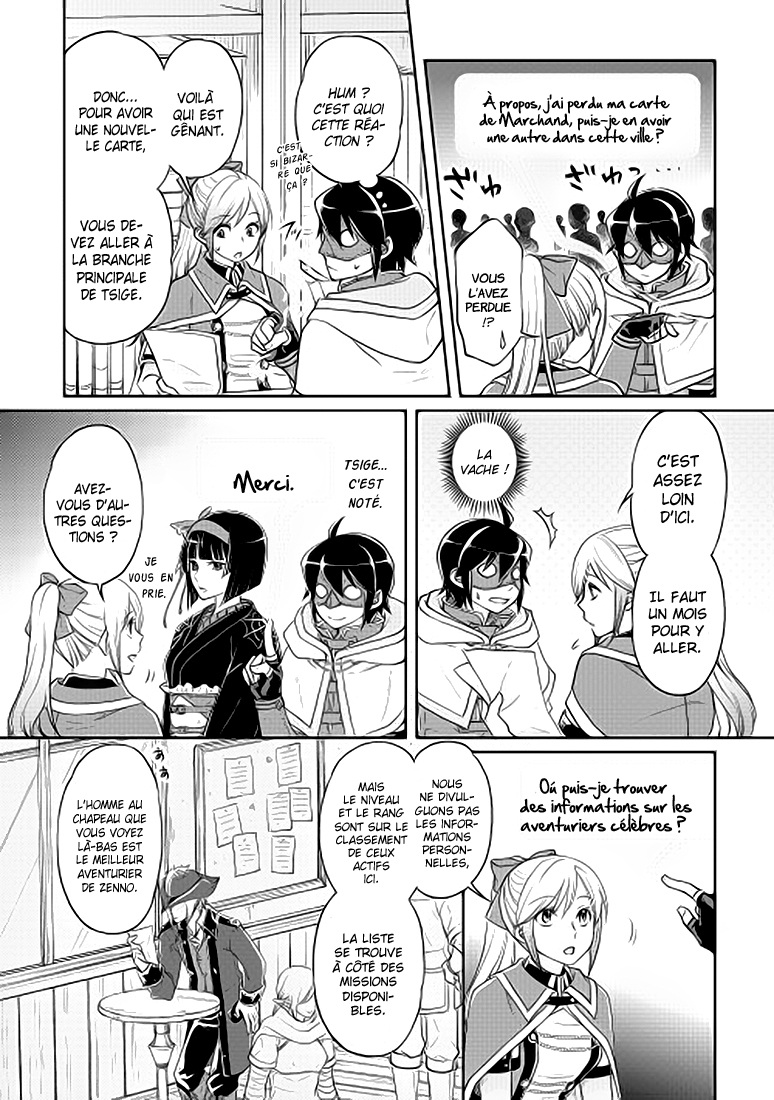 À propos, j'ai perdu ma carte
de Marchand, puis-je en avoir
une autre dans cette ville ?
ざわ
ざわ
VOUS
L'AVEZ
PERDUE
!?
HUM ?
C'EST QUOI
CETTE RÉA-
CTION ?
C'EST
SI BIZAR-
RE QUE
ÇA ?
VOILÀ
QUI EST
GÊNANT.
DONC...
POUR AVOIR
UNE NOUVEL-
LE CARTE,
VOUS DE-
VEZ ALLER À
LA BRANCHE
PRINCIPALE
DE TSIGE.
C'EST
ASSEZ
LOIN
D'ICI.
IL FAUT
UN MOIS
POUR Y
ALLER.
LA
VACHE !
TSIGE...
C'EST
NOTÉ.
Merci.
JE
VOUS EN
PRIE.
AVEZ-
VOUS D'AU-
TRES QUES-
TIONS ?
Où puis-je trouver
des informations sur les
aventuriers célèbres ?
NOUS
NE DIVUL-
GUONS PAS
LES INFOR-
MATIONS
PERSON-
NELLES,
MAIS
LE NIVEAU
ET LE RANG
SONT SUR LE
CLASSEMENT
DE CEUX
ACTIFS
ICI.
LA LISTE
SE TROUVE
À CÔTÉ DES
MISSIONS
DISPONI-
BLES.
L'HOMME AU
CHAPEAU QUE
VOUS VOYEZ
LÀ-BAS EST
LE MEILLEUR
AVENTURIER
DE ZENNO.